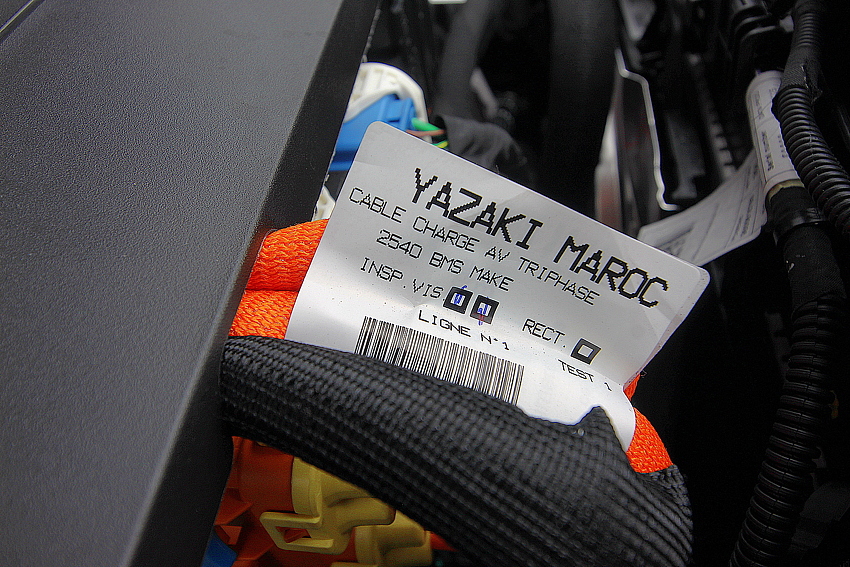 YAZAKI MAROC
CABLE CHARGE AV TRIPHASE
2540 BMS MAKE
INSP.VIS RECT.
LIGNE N°1
TEST 1